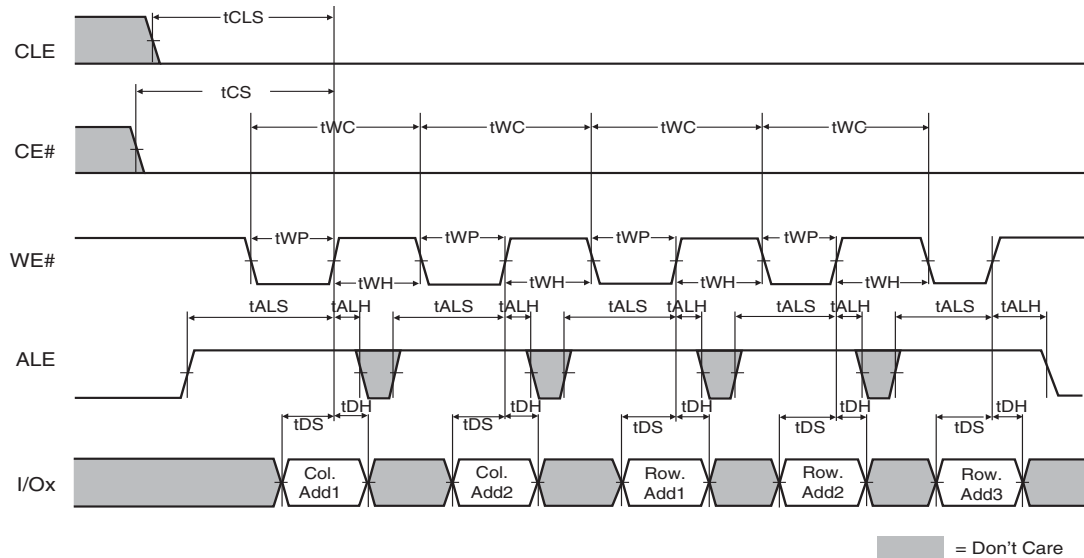 tCLS
CLE
tCS
tWC tWC tWC tWC
CE#
tWP tWP tWP tWP
WE#
tWH tWH tWH tWH
tALS tALH tALS tALH tALS tALH tALS tALH tALS tALH
ALE
tDH tDH tDH tDH tDH
tDS tDS tDS tDS tDS
I/Ox
Col. Add1
Col. Add2
Row. Add1
Row. Add2
Row. Add3
= Don't Care